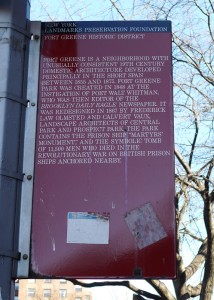 NEW YORK
LANDMARKS PRESERVATION FOUNDATION
FORT GREENE HISTORIC DISTRICT
FORT GREENE IS A NEIGHBORHOOD WITH
UNUSUALLY CONSISTENT 19TH CENTURY
DOMESTIC ARCHITECTURE DEVELOPED
PRINCIPALLY IN THE SHORT SPAN
BETWEEN 1855 AND 1875. FORT GREENE
PARK WAS CREATED IN 1848 AT THE
INSTIGATION OF POET WALT WHITMAN,
WHO WAS THEN EDITOR OF THE
BROOKLYN DAILY EAGLE NEWSPAPER. IT
WAS REDESIGNED IN 1867 BY FREDERICK
LAW OLMSTED AND CALVERT VAUX,
LANDSCAPE ARCHITECTS OF CENTRAL
PARK AND PROSPECT PARK. THE PARK
CONTAINS THE PRISON SHIP "MARTYRS'
MONUMENT," AND THE SYMBOLIC TOMB
OF 11,500 MEN WHO DIED IN THE
REVOLUTIONARY WAR ON BRITISH PRISON
SHIPS ANCHORED NEARBY.